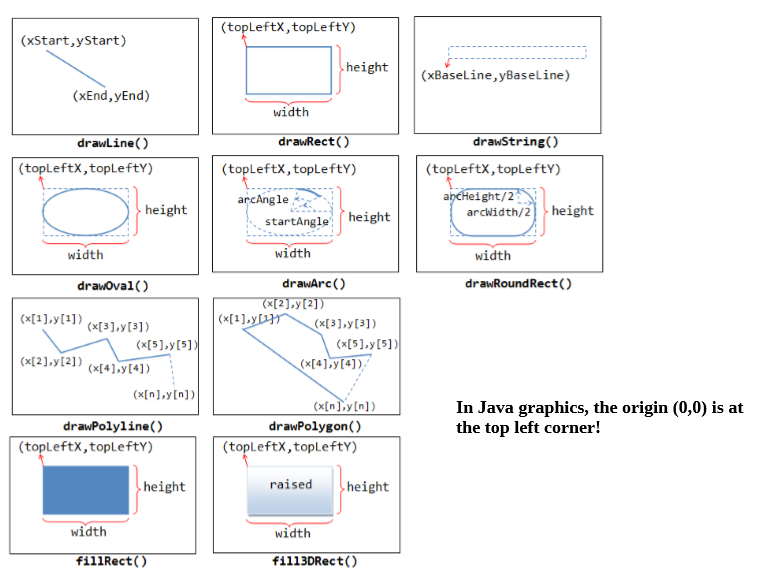 (xStart,yStart)
(xEnd,yEnd)
drawLine()
(topLeftX,topLeftY)
height
width
drawRect()
(xBaseLine,yBaseLine)
drawString()
(topLeftX,topLeftY)
height
width
drawOval()
(topLeftX,topLeftY)
arcAngle
startAngle
height
width
drawArc()
(topLeftX,topLeftY)
arcHeight/2
arcWidth/2
height
width
drawRoundRect()
(x[1],y[1])
(x[3],y[3])
(x[5],y[5])
(x[2],y[2])
(x[4],y[4])
(x[n],y[n])
drawPolyline()
(x[2],y[2])
(x[1],y[1])
(x[3],y[3])
(x[5],y[5])
(x[4],y[4])
(x[n],y[n])
drawPolygon()
(topLeftX,topLeftY)
height
width
fillRect()
(topLeftX,topLeftY)
raised
height
width
fill3DRect()
In Java graphics, the origin (0,0) is at
the top left corner!